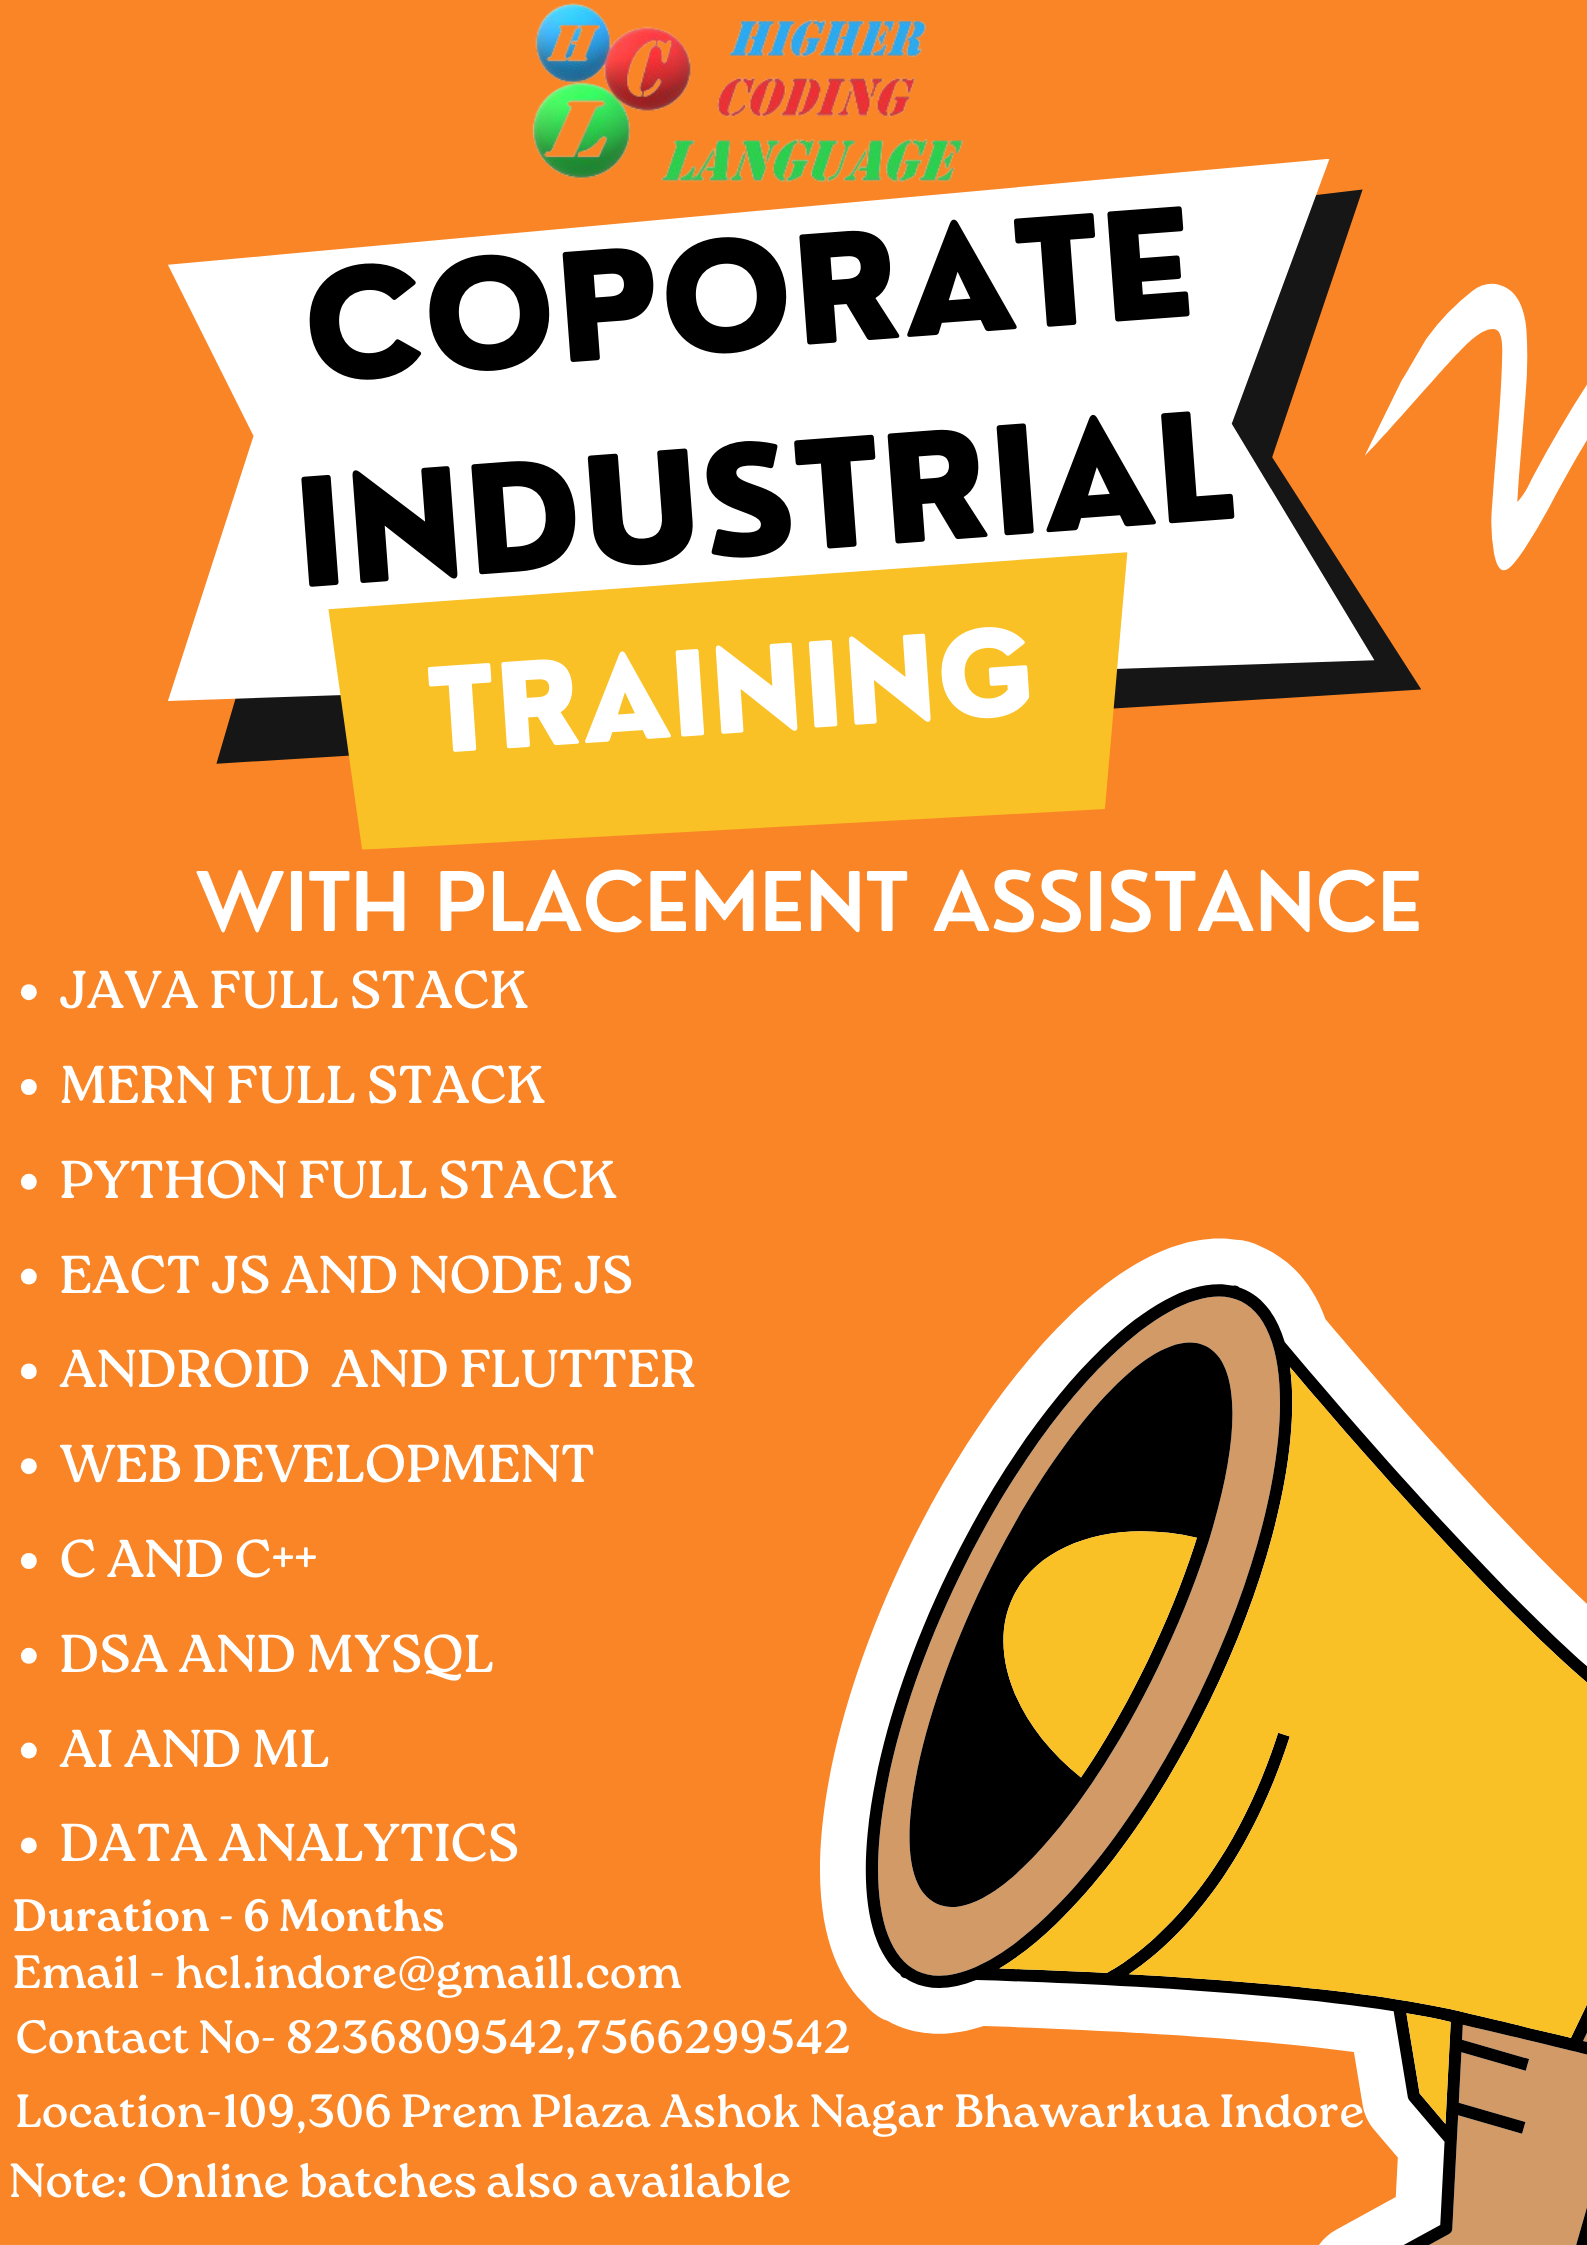 H
C
L
HIGHER
CODING
LANGUAGE
COPORATE
INDUSTRIAL
TRAINING
WITH PLACEMENT ASSISTANCE
• JAVA FULL STACK
• MERN FULL STACK
• PYTHON FULL STACK
• EACT JS AND NODE JS
• ANDROID AND FLUTTER
• WEB DEVELOPMENT
• C AND C++
• DSA AND MYSQL
• AI AND ML
• DATA ANALYTICS
Duration - 6 Months
Email - hcl.indore@gmaill.com
Contact No- 8236809542,7566299542
Location-109,306 Prem Plaza Ashok Nagar Bhawarkua Indore
Note: Online batches also available